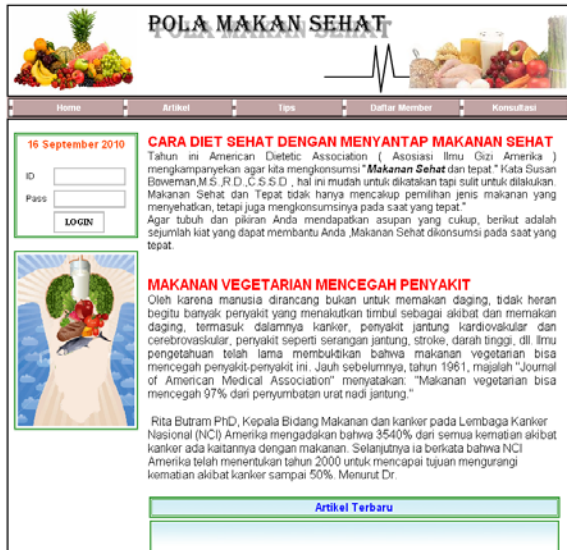 POLA MAKAN SEHAT
Home Artikel Tips Daftar Member Konsultasi
16 September 2010
ID
Pass
LOGIN
CARA DIET SEHAT DENGAN MENYANTAP MAKANAN SEHAT
Tahun ini American Dietetic Association ( Asosiasi Ilmu Gizi Amerika )
mengkampanyekan agar kita mengkonsumsi "Makanan Sehat dan tepat." Kata Susan
Boweman,M.S.,R.D.,C.S.S.D., hal ini mudah untuk dikatakan tapi sulit untuk dilakukan.
Makanan Sehat dan Tepat tidak hanya mencakup pemilihan jenis makanan yang
menyehatkan, tetapi juga mengkonsumsinya pada saat yang tepat."
Agar tubuh dan pikiran Anda mendapatkan asupan yang cukup, berikut adalah
sejumlah kiat yang dapat membantu Anda ,Makanan Sehat dikonsumsi pada saat yang
tepat.
MAKANAN VEGETARIAN MENCEGAH PENYAKIT
Oleh karena manusia dirancang bukan untuk memakan daging, tidak heran
begitu banyak penyakit yang menakutkan timbul sebagai akibat dari memakan
daging, termasuk dalamnya kanker, penyakit jantung kardiovakular dan
cerebrovaskular, penyakit seperti serangan jantung, stroke, darah tinggi, dll. Ilmu
pengetahuan telah lama membuktikan bahwa makanan vegetarian bisa
mencegah penyakit-penyakit ini. Jauh sebelumnya, tahun 1961, majalah "Journal
of American Medical Association" menyatakan: "Makanan vegetarian bisa
mencegah 97% dari penyumbatan urat nadi jantung."
Rita Butram PhD, Kepala Bidang Makanan dan kanker pada Lembaga Kanker
Nasional (NCI) Amerika mengadakan bahwa 3540% dari semua kematian akibat
kanker ada kaitannya dengan makanan. Selanjutnya ia berkata bahwa NCI
Amerika telah menentukan tahun 2000 untuk mencapai tujuan mengurangi
kematian akibat kanker sampai 50%. Menurut Dr.
Artikel Terbaru